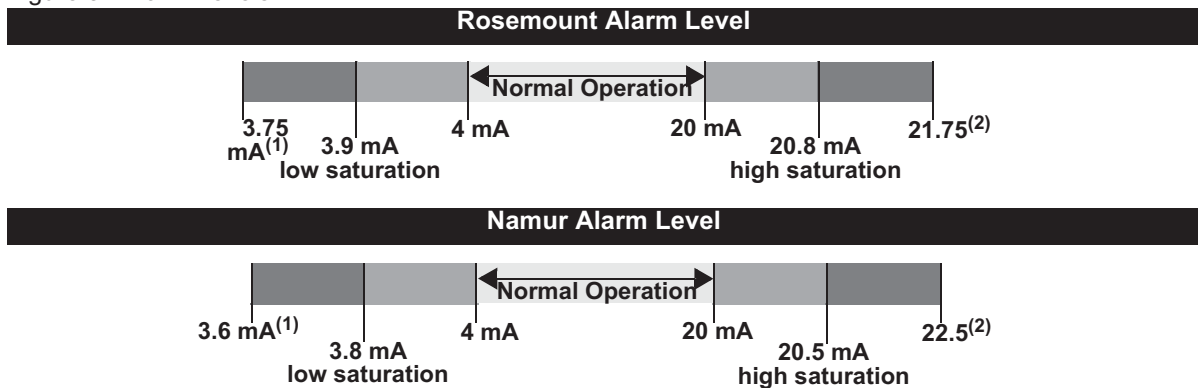 Rosemount Alarm Level
Normal Operation
3.75
mA(1)
3.9 mA
low saturation
4 mA
20 mA
20.8 mA
high saturation
21.75(2)
Namur Alarm Level
Normal Operation
3.6 mA(1)
3.8 mA
low saturation
4 mA
20 mA
20.5 mA
high saturation
22.5(2)